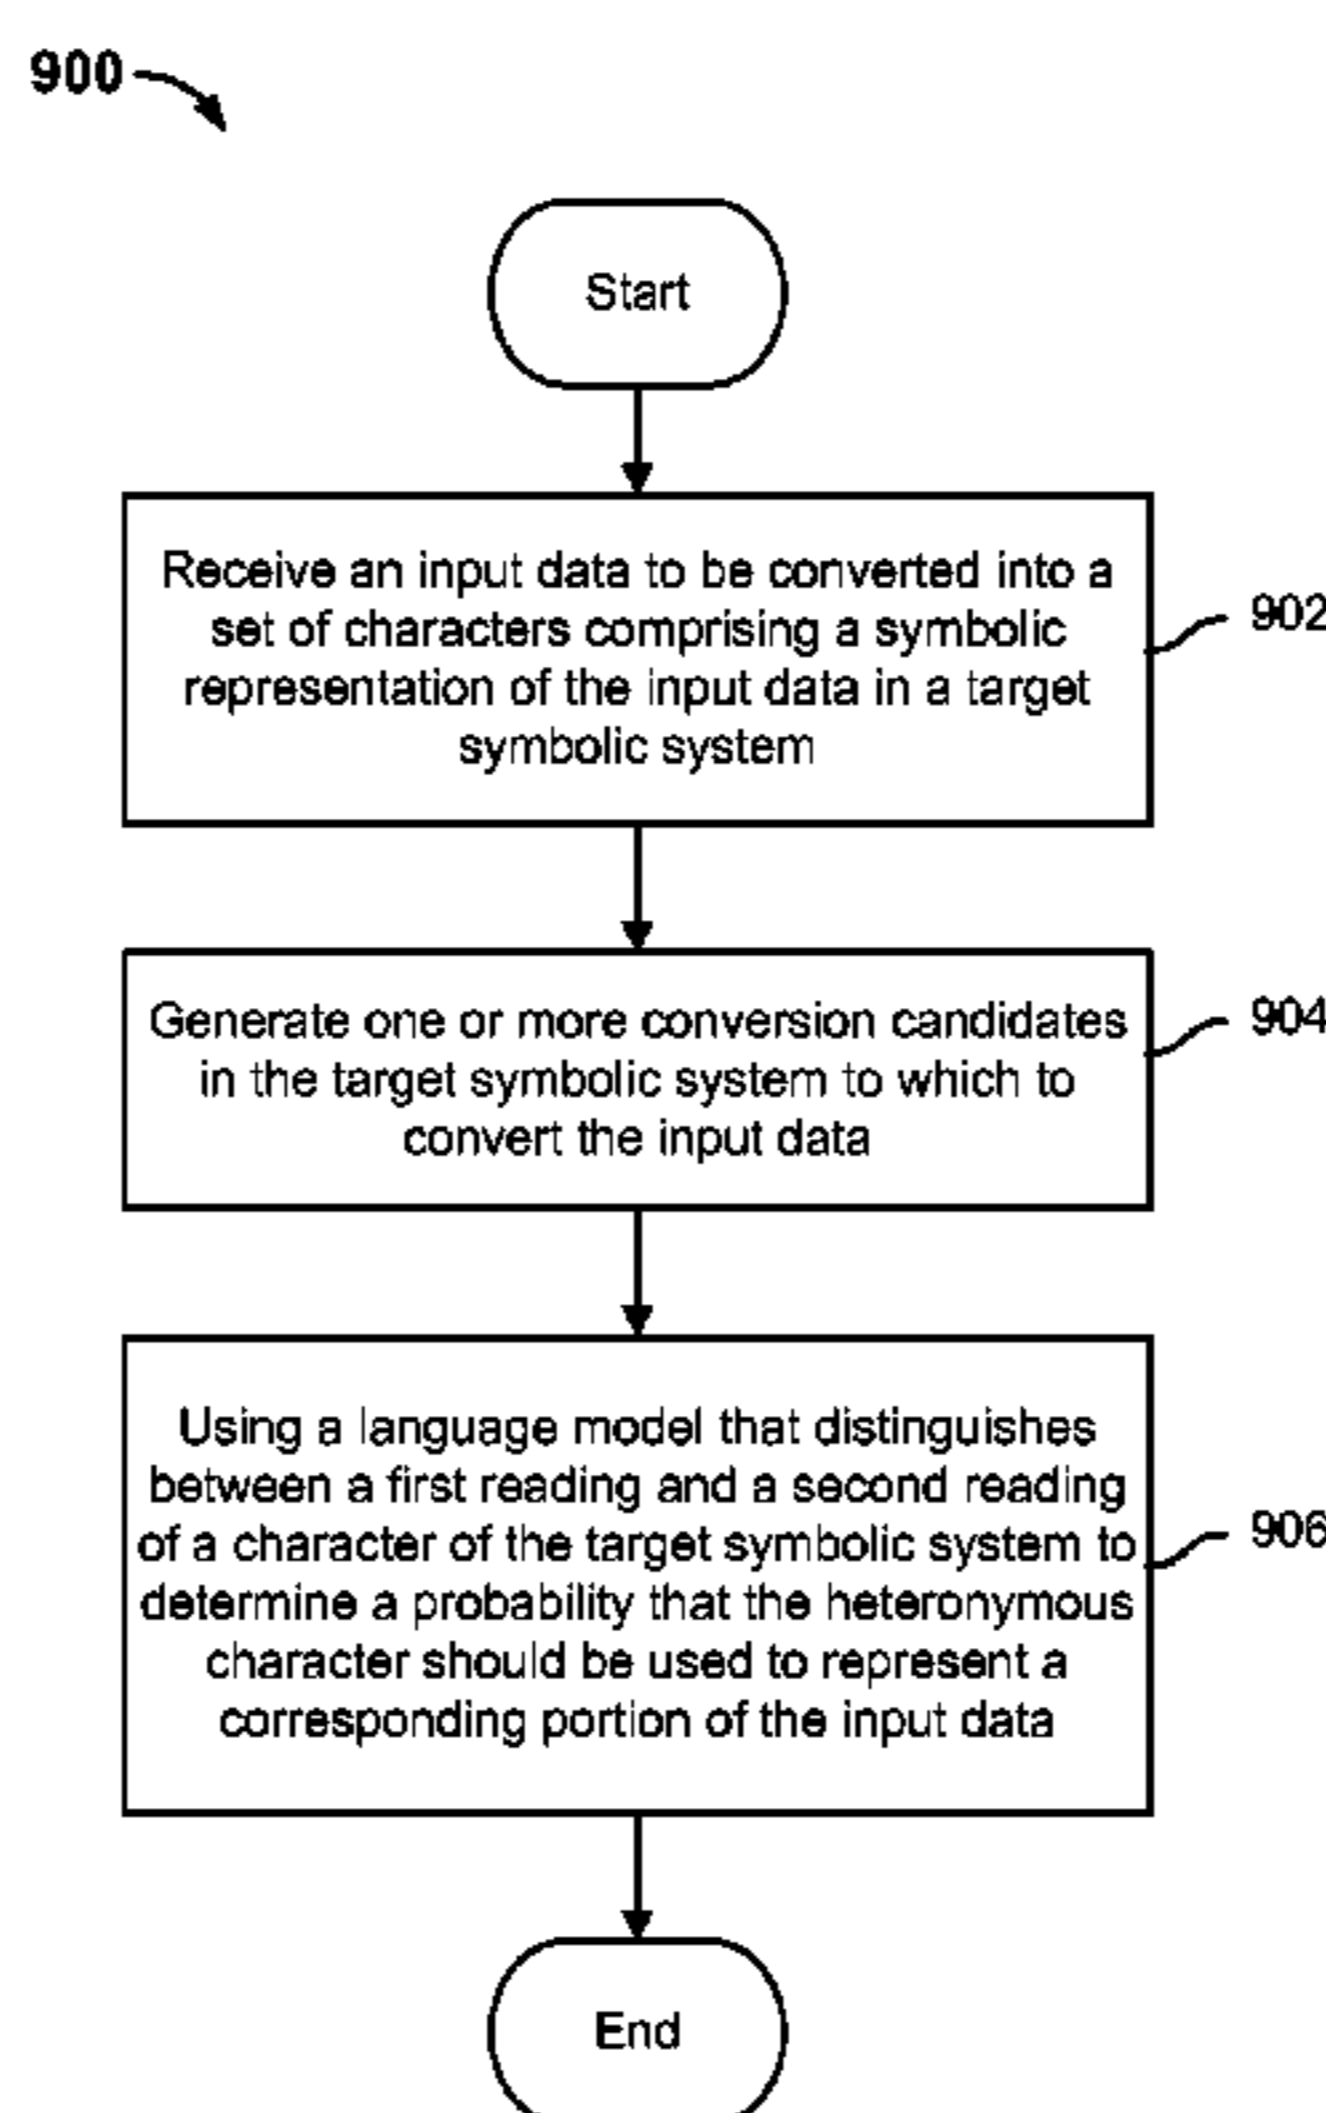 900
Start
Receive an input data to be converted into a
set of characters comprising a symbolic
representation of the input data in a target
symbolic system
902
Generate one or more conversion candidates
in the target symbolic system to which to
convert the input data
904
Using a language model that distinguishes
between a first reading and a second reading
of a character of the target symbolic system to
determine a probability that the heteronymous
character should be used to represent a
corresponding portion of the input data
906
End